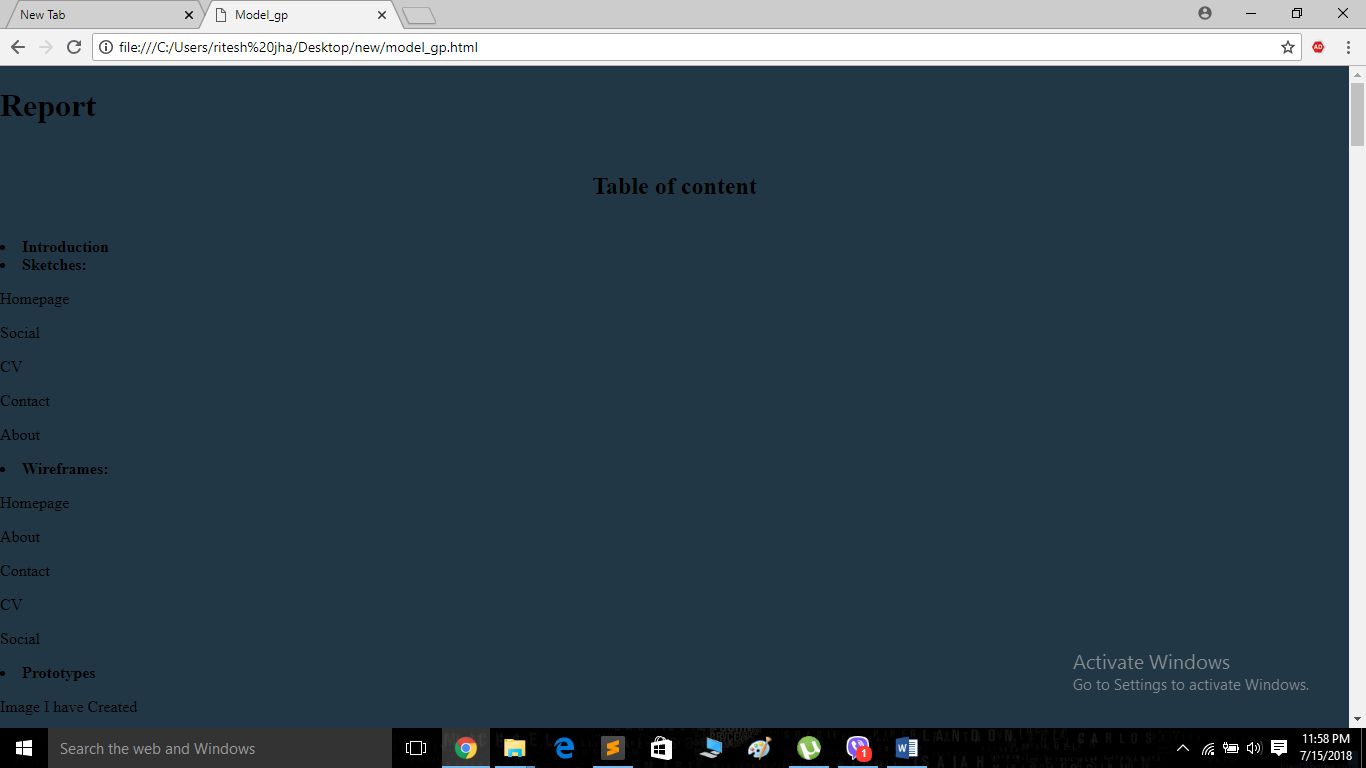 New Tab
Model_gp
file:///C:/Users/ritesh%20jha/Desktop/new/model_gp.html
AD
Report
Table of content
• Introduction
• Sketches:
Homepage
Social
CV
Contact
About
• Wireframes:
Homepage
About
Contact
CV
Social
• Prototypes
Image I have Created
Activate Windows
Go to Settings to activate Windows.
Search the web and Windows
1
11:58 PM
7/15/2018